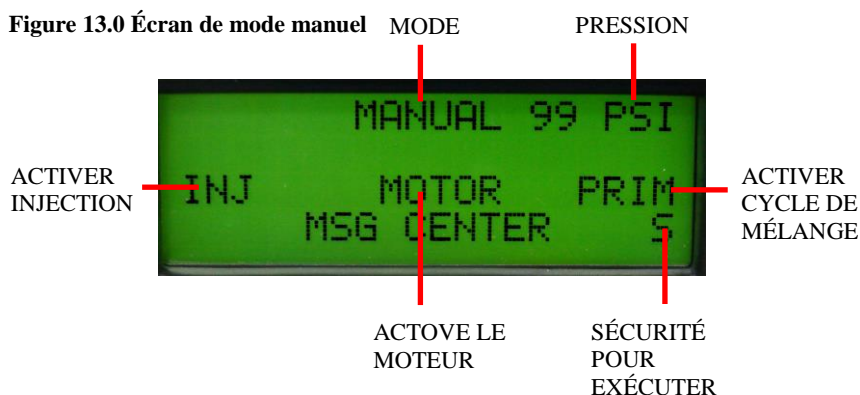 Figure 13.0 Écran de mode manuel
MODE
PRESSION
MANUAL 99 PSI
ACTIVER
INJECTION
INJ MOTOR PRIM
ACTIVER
CYCLE DE
MÉLANGE
MSG CENTER S
ACTOVE LE
MOTEUR
SÉCURITÉ
POUR
EXÉCUTER